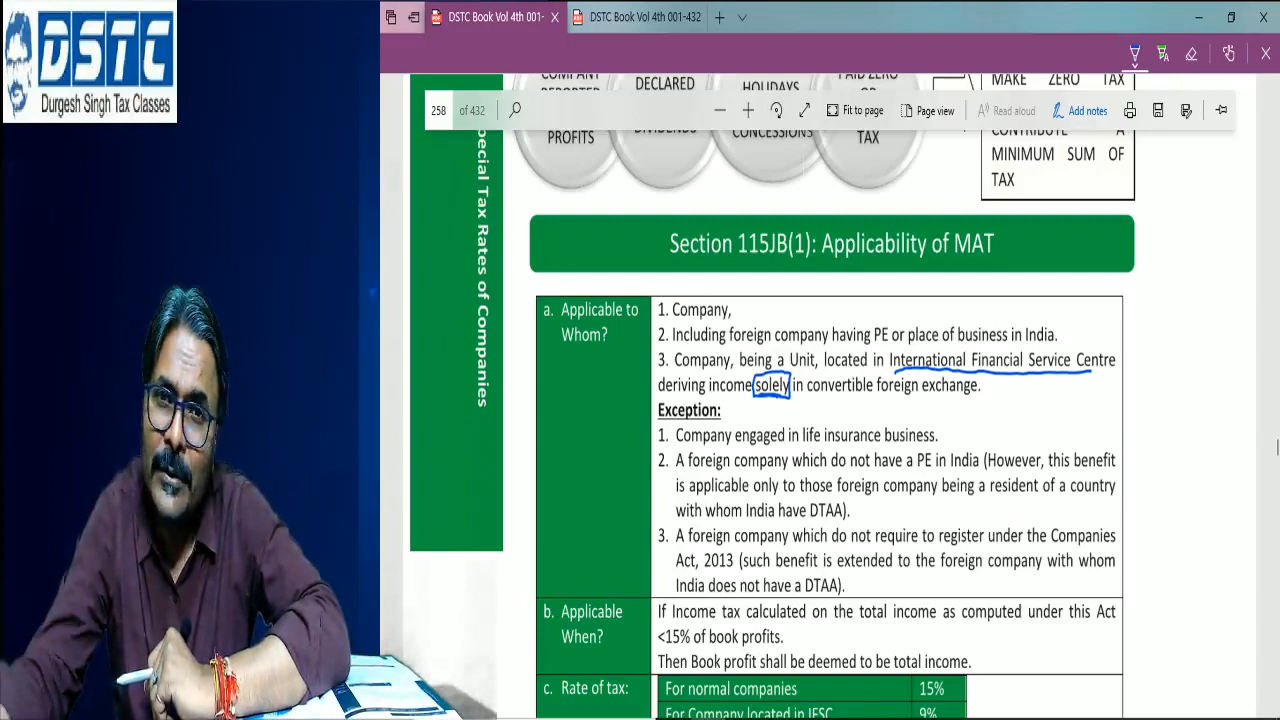 DSTC
Durgesh Singh Tax Classes
DSTC Book Vol 4th 001-
DSTC Book Vol 4th 001-432
258 of 432
Fit to page
Page view
Read aloud
Add notes
DECLARED
HOLIDAYS
MAKE ZERO TAX
PROFITS
CONCESSIONS
TAX
MINIMUM SUM OF
TAX
pecial Tax Rates of Companies
Section 115JB(1): Applicability of MAT
a. Applicable to
Whom?
1. Company,
2. Including foreign company having PE or place of business in India.
3. Company, being a Unit, located in International Financial Service Centre
deriving income solely in convertible foreign exchange.
Exception:
1. Company engaged in life insurance business.
2. A foreign company which do not have a PE in India (However, this benefit
is applicable only to those foreign company being a resident of a country
with whom India have DTAA).
3. A foreign company which do not require to register under the Companies
Act, 2013 (such benefit is extended to the foreign company with whom
India does not have a DTAA).
b. Applicable
When?
If Income tax calculated on the total income as computed under this Act
<15% of book profits.
Then Book profit shall be deemed to be total income.
c. Rate of tax:
For normal companies 15%
For Company located in IFSC 9%